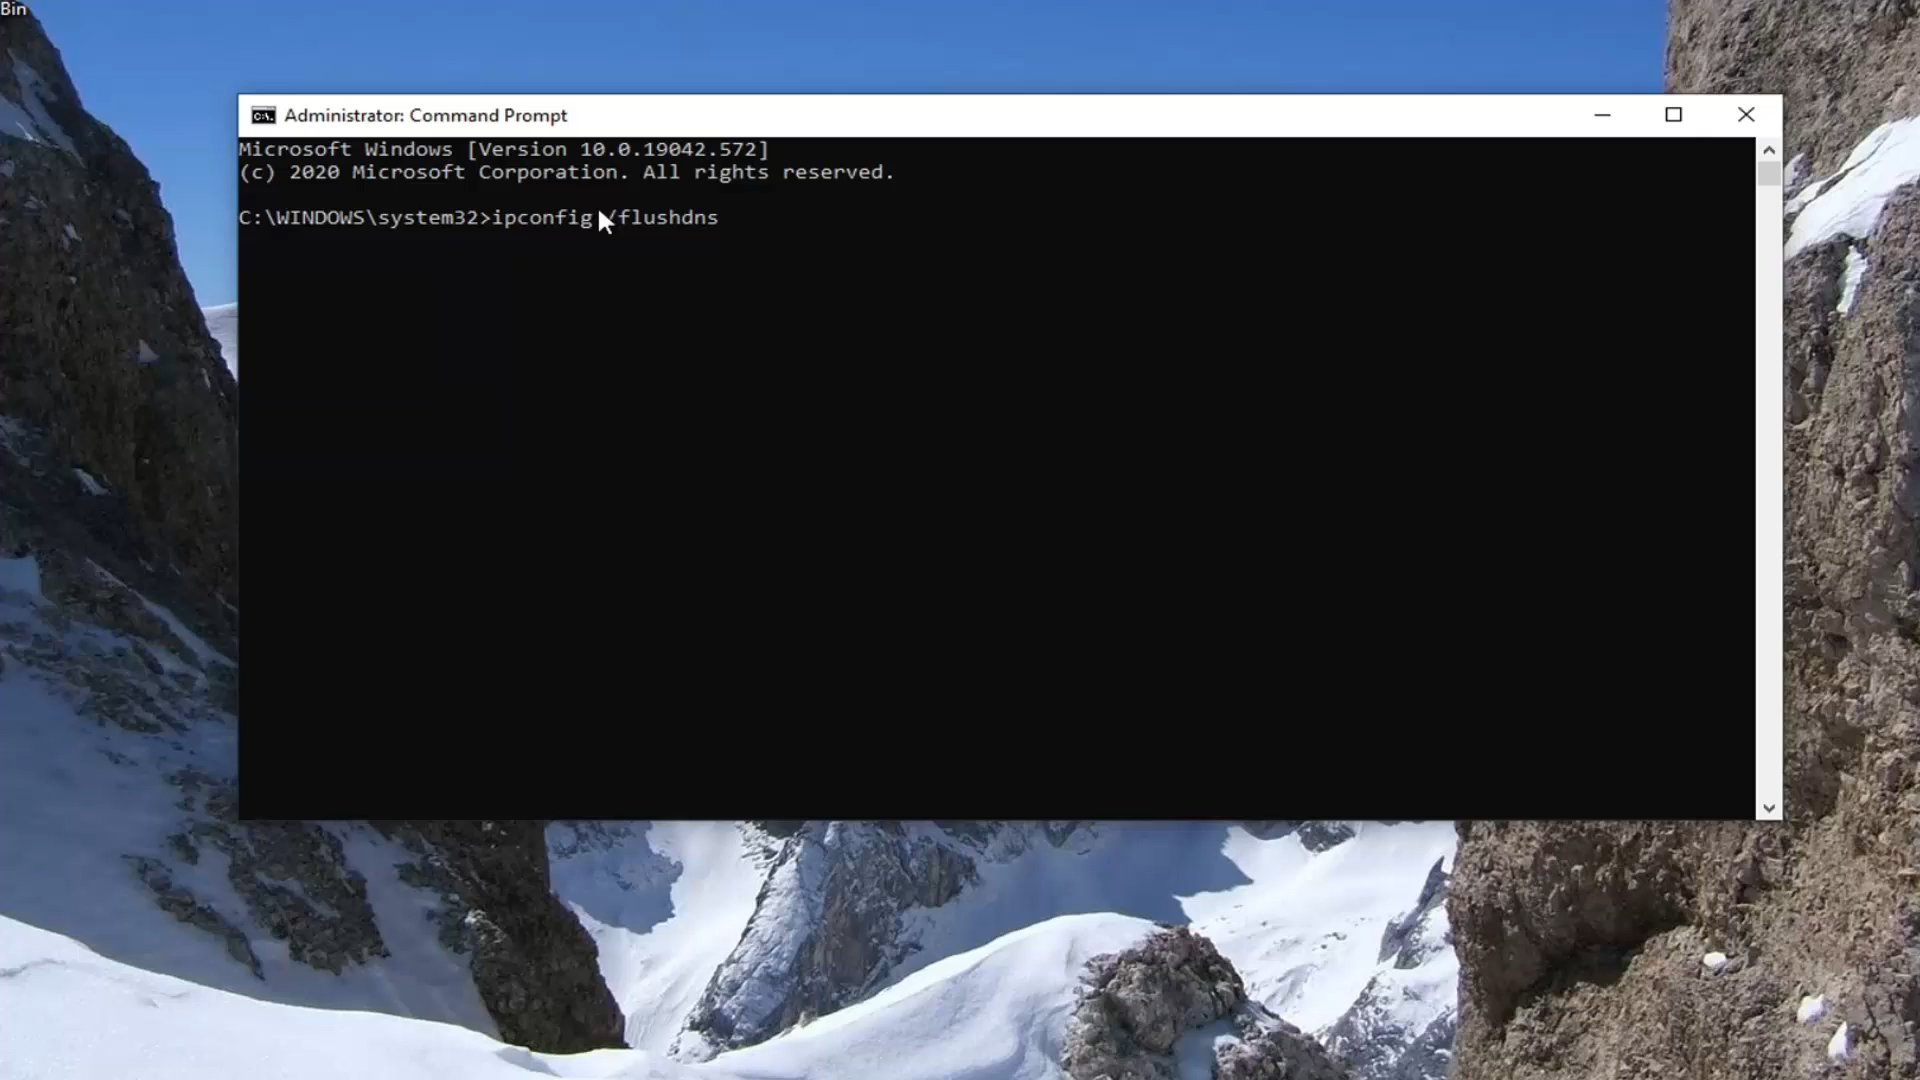 Bin
Administrator: Command Prompt
Microsoft Windows [Version 10.0.19042.572]
(c) 2020 Microsoft Corporation. All rights reserved.
C:\WINDOWS\system32>ipconfig /flushdns